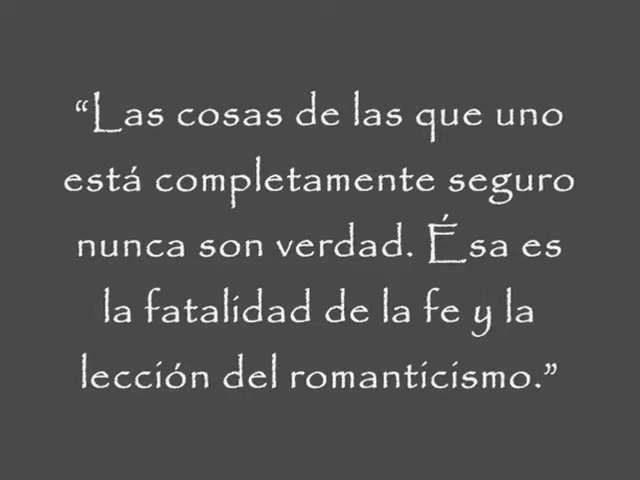 “Las cosas de las que uno
está completamente seguro
nunca son verdad. Ésa es
la fatalidad de la fe y la
lección del romanticismo.”